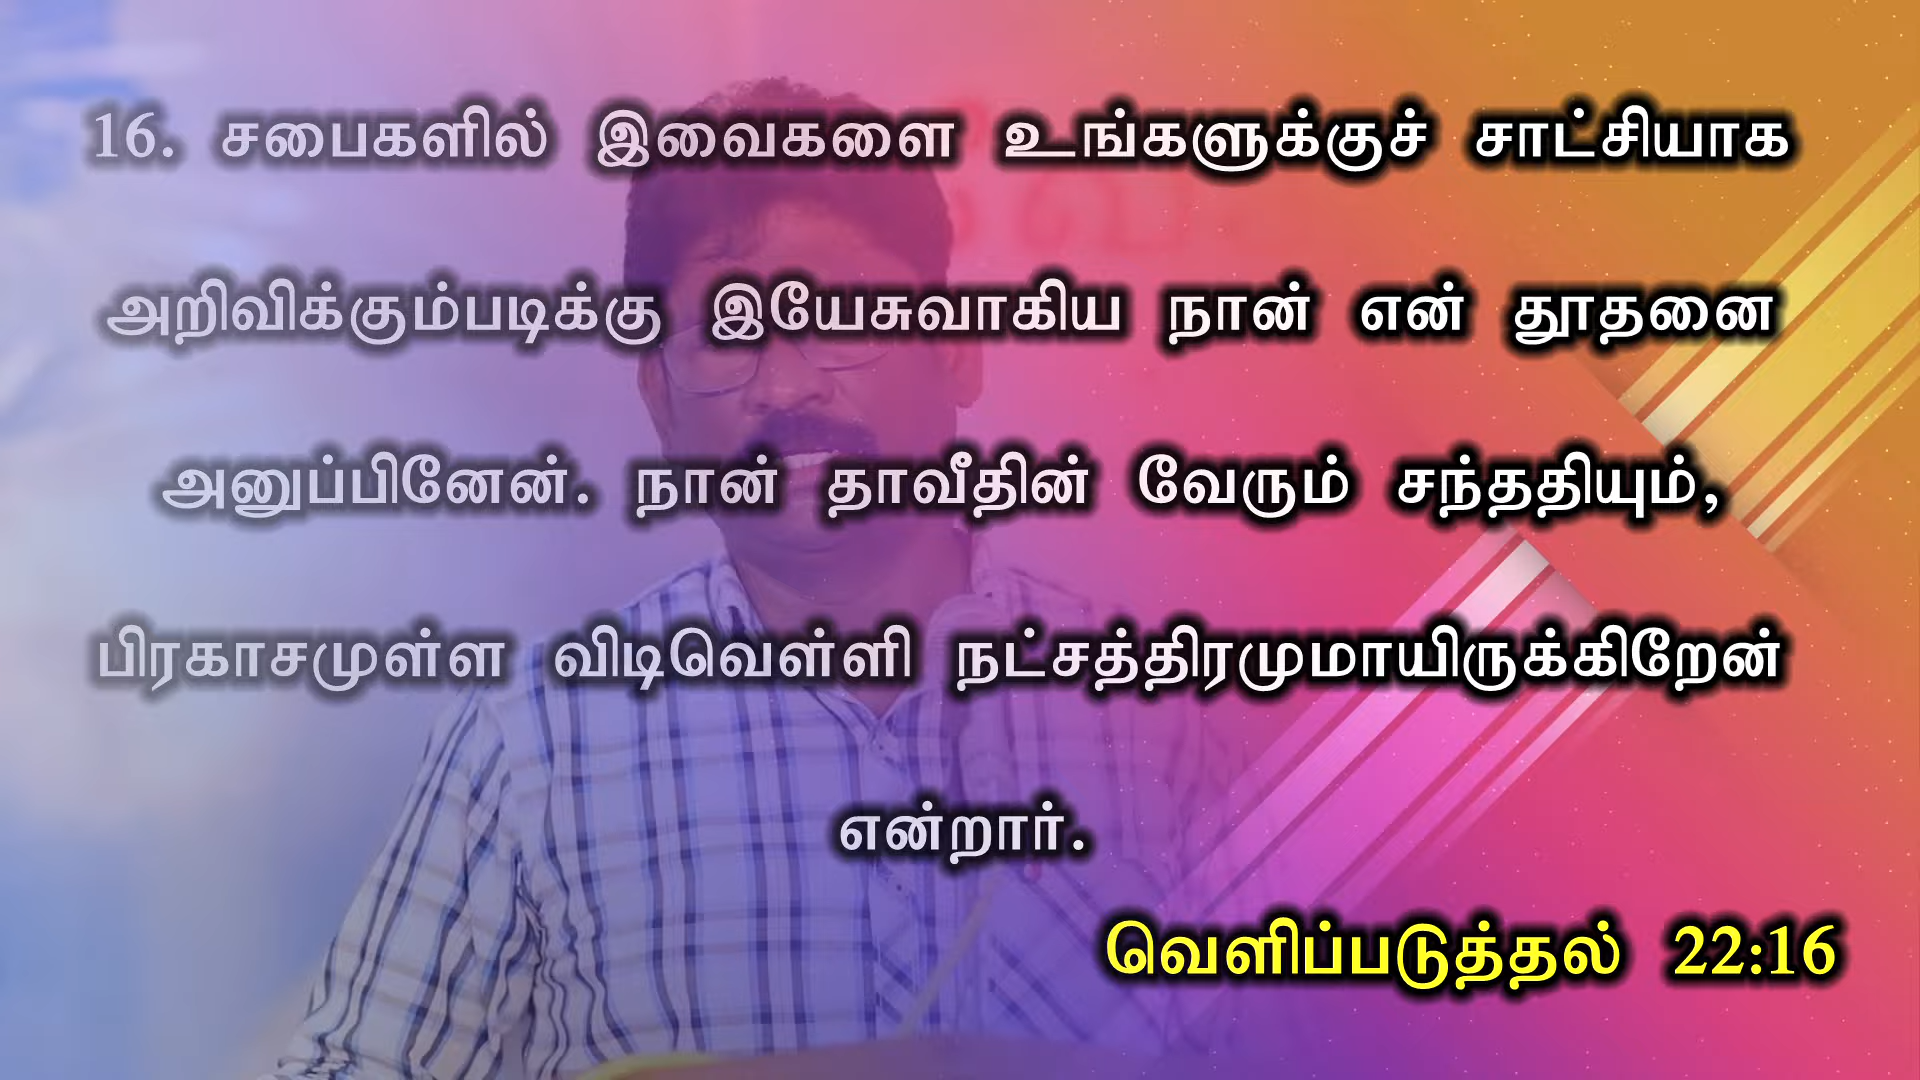 16. சபைகளில் இவைகளை உங்களுக்குச் சாட்சியாக
அறிவிக்கும்படிக்கு இயேசுவாகிய நான் என் தூதனை
அனுப்பினேன். நான் தாவீதின் வேரும் சந்ததியும்,
பிரகாசமுள்ள விடிவெள்ளி நட்சத்திரமுமாயிருக்கிறேன்
என்றார்.
வெளிப்படுத்தல் 22:16